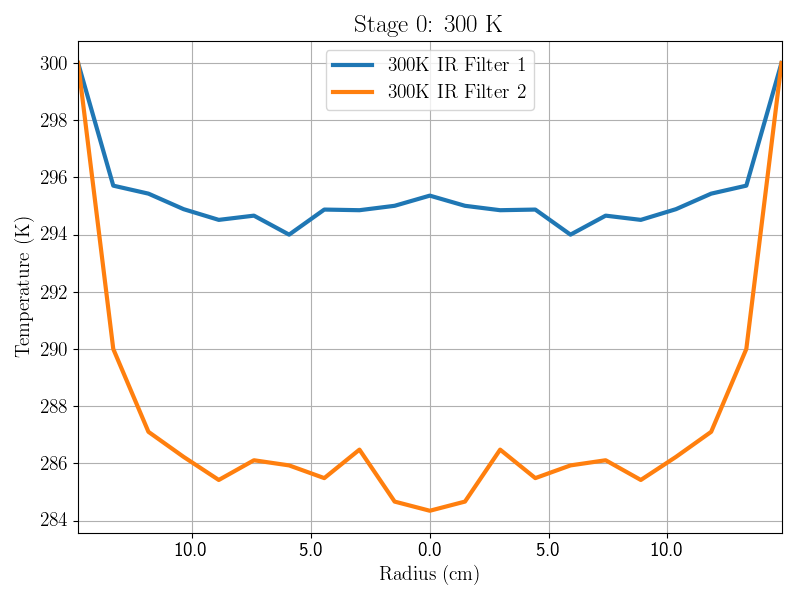 Stage 0: 300 K
300K IR Filter 1
300K IR Filter 2
Temperature (K)
300
298
296
294
292
290
288
286
284
10.0 5.0 0.0 5.0 10.0
Radius (cm)